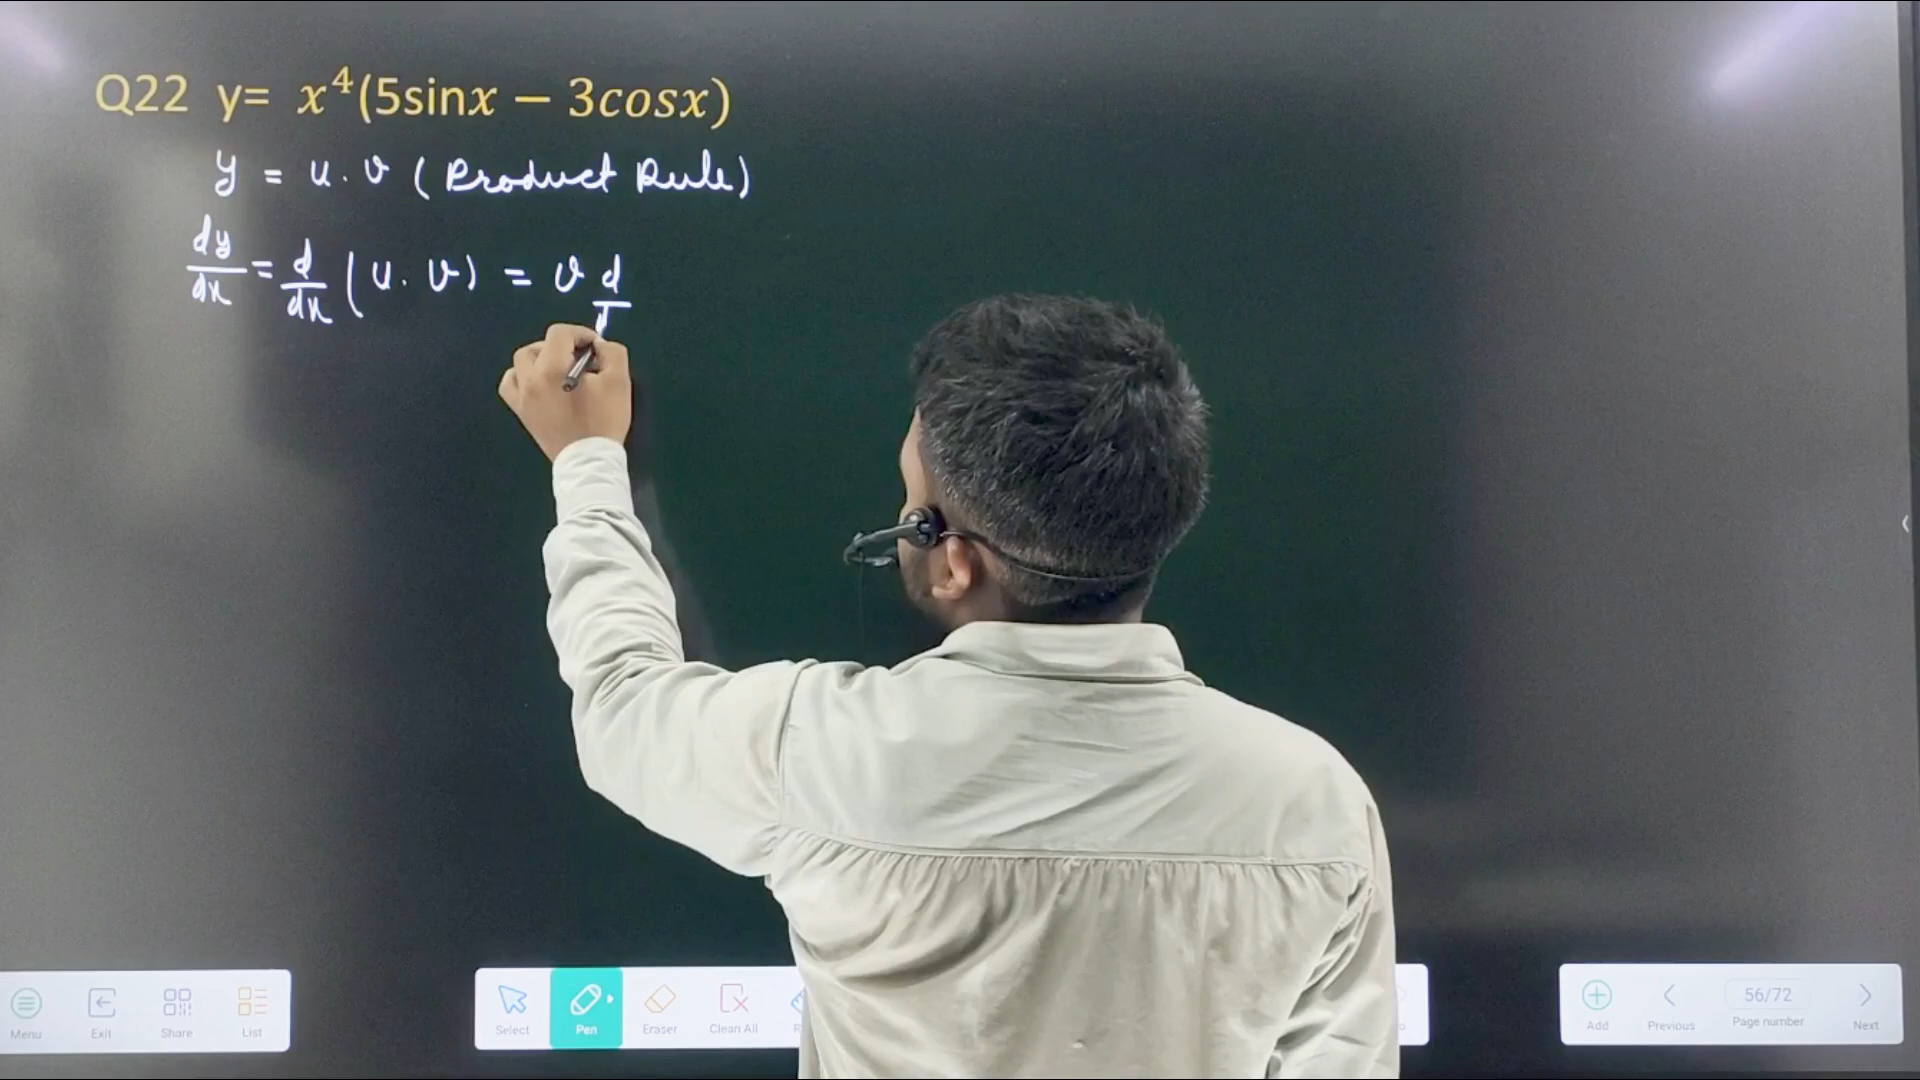 Q22 y= x⁴(5sinx − 3cosx)
y = u . v (Product Rule)
dy/dx = d/dx (u . v) = v d/d
Menu Exit Share List
Select Pen Eraser Clean All
Add Previous 56/72 Page number Next